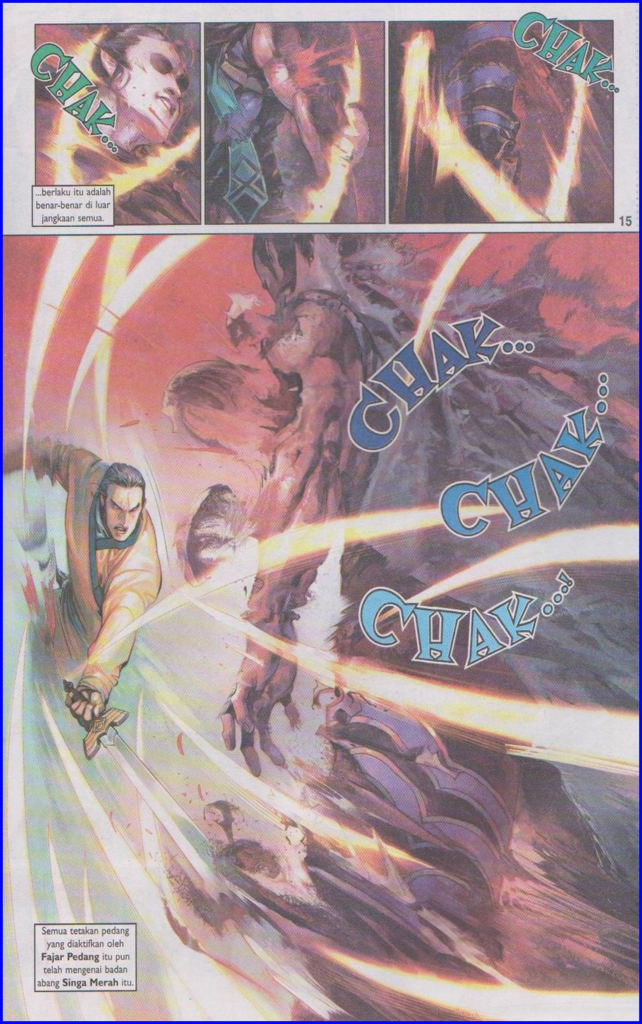 CHAK...
CHAK...
...berlaku itu adalah
benar-benar di luar
jangkaan semua.
15
CHAK...
CHAK...
CHAK...!
Semua tetakan pedang
yang diaktifkan oleh
Fajar Pedang itu pun
telah mengenai badan
abang Singa Merah itu.